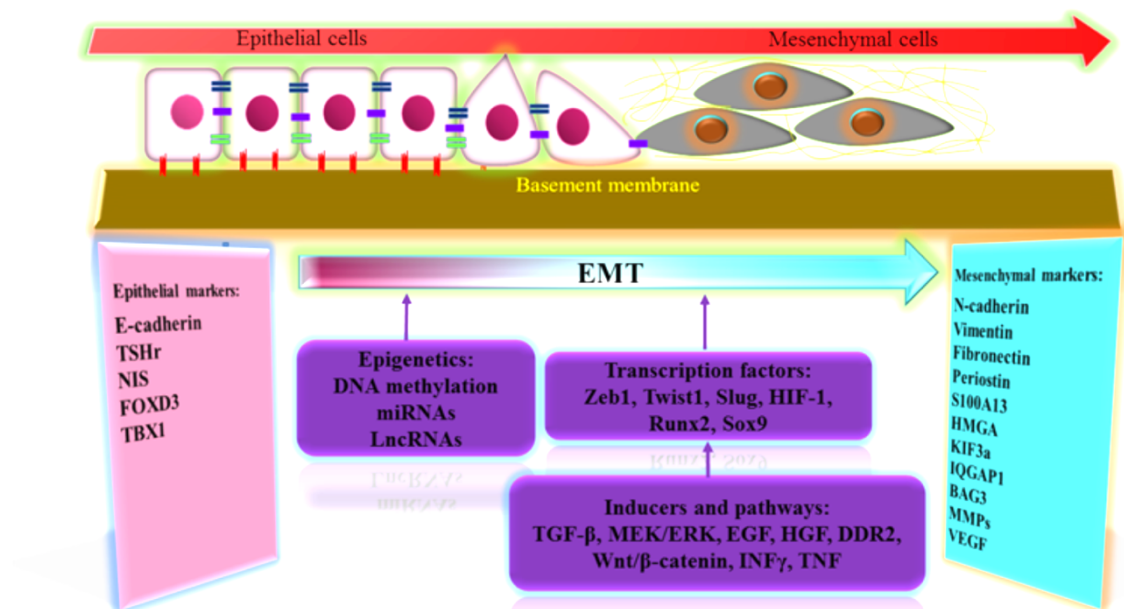 Epithelial cells
Mesenchymal cells
Basement membrane
EMT
Epithelial markers:
E-cadherin
TSHr
NIS
FOXD3
TBX1
Epigenetics:
DNA methylation
miRNAs
LncRNAs
Transcription factors:
Zeb1, Twist1, Slug, HIF-1,
Runx2, Sox9
Inducers and pathways:
TGF-β, MEK/ERK, EGF, HGF, DDR2,
Wnt/β-catenin, INFγ, TNF
Mesenchymal markers:
N-cadherin
Vimentin
Fibronectin
Periostin
S100A13
HMGA
KIF3a
IQGAP1
BAG3
MMPs
VEGF